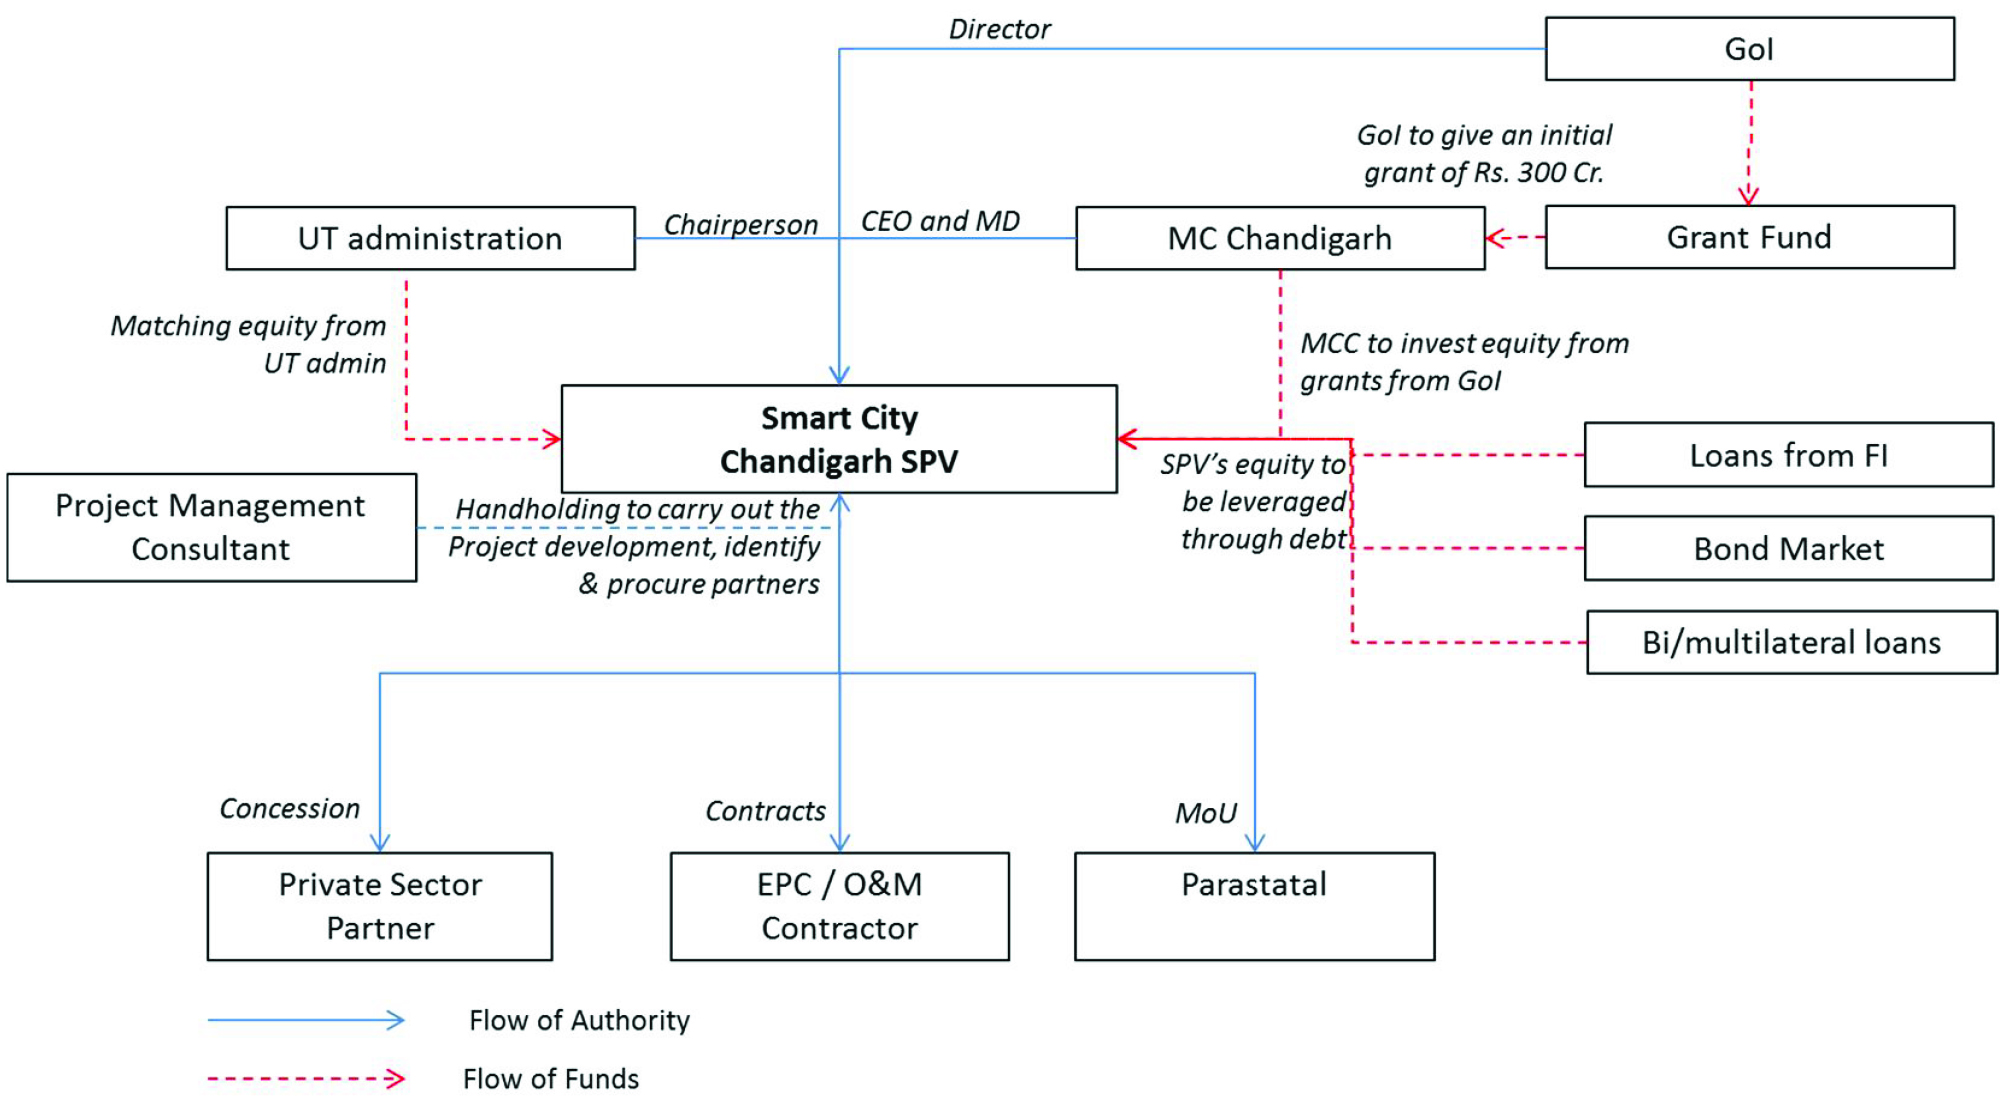 Director
GoI
GoI to give an initial
grant of Rs. 300 Cr.
UT administration
Chairperson
CEO and MD
MC Chandigarh
Grant Fund
Matching equity from
UT admin
MCC to invest equity from
grants from GoI
Smart City
Chandigarh SPV
Loans from FI
SPV's equity to
be leveraged
through debt
Project Management
Consultant
Handholding to carry out the
Project development, identify
& procure partners
Bond Market
Bi/multilateral loans
Concession
Contracts
MoU
Private Sector
Partner
EPC / O&M
Contractor
Parastatal
Flow of Authority
Flow of Funds